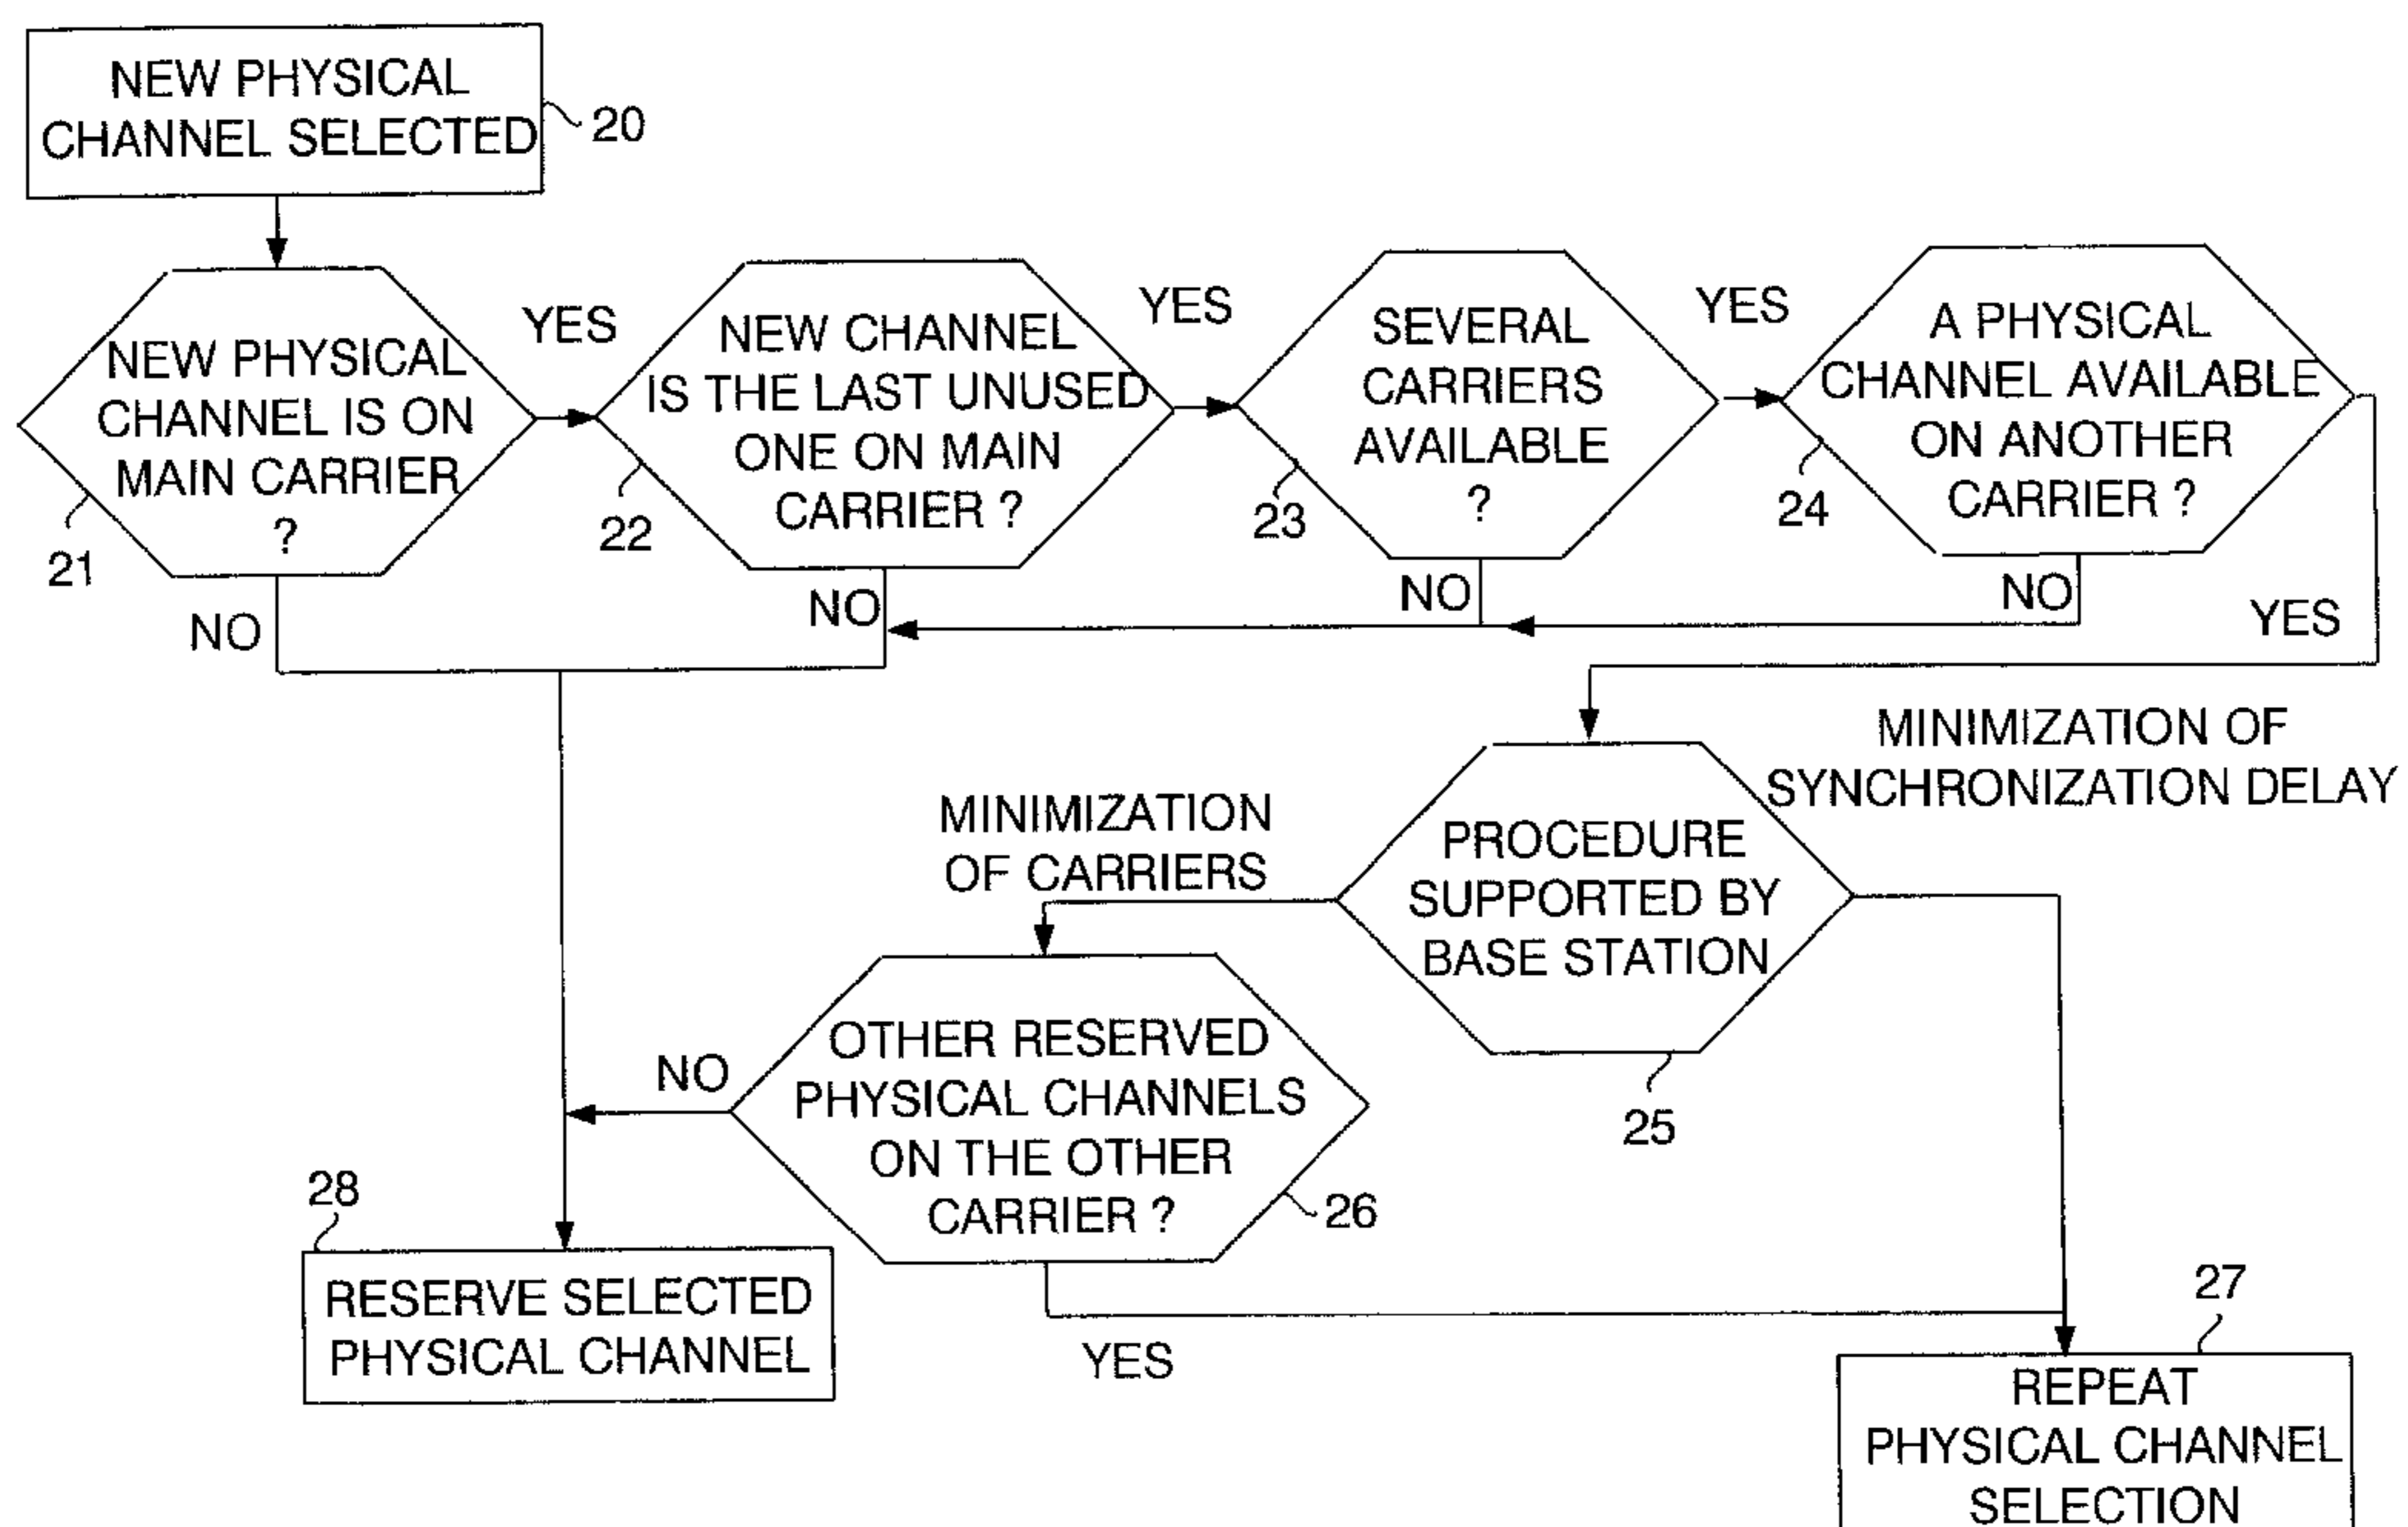 NEW PHYSICAL
CHANNEL SELECTED
20
NEW PHYSICAL
CHANNEL IS ON
MAIN CARRIER
?
21
YES
NO
NEW CHANNEL
IS THE LAST UNUSED
ONE ON MAIN
CARRIER ?
22
YES
NO
SEVERAL
CARRIERS
AVAILABLE
?
23
YES
NO
A PHYSICAL
CHANNEL AVAILABLE
ON ANOTHER
CARRIER ?
24
NO
YES
MINIMIZATION OF
SYNCHRONIZATION DELAY
MINIMIZATION
OF CARRIERS
PROCEDURE
SUPPORTED BY
BASE STATION
25
OTHER RESERVED
PHYSICAL CHANNELS
ON THE OTHER
CARRIER ?
26
NO
YES
28
RESERVE SELECTED
PHYSICAL CHANNEL
27
REPEAT
PHYSICAL CHANNEL
SELECTION